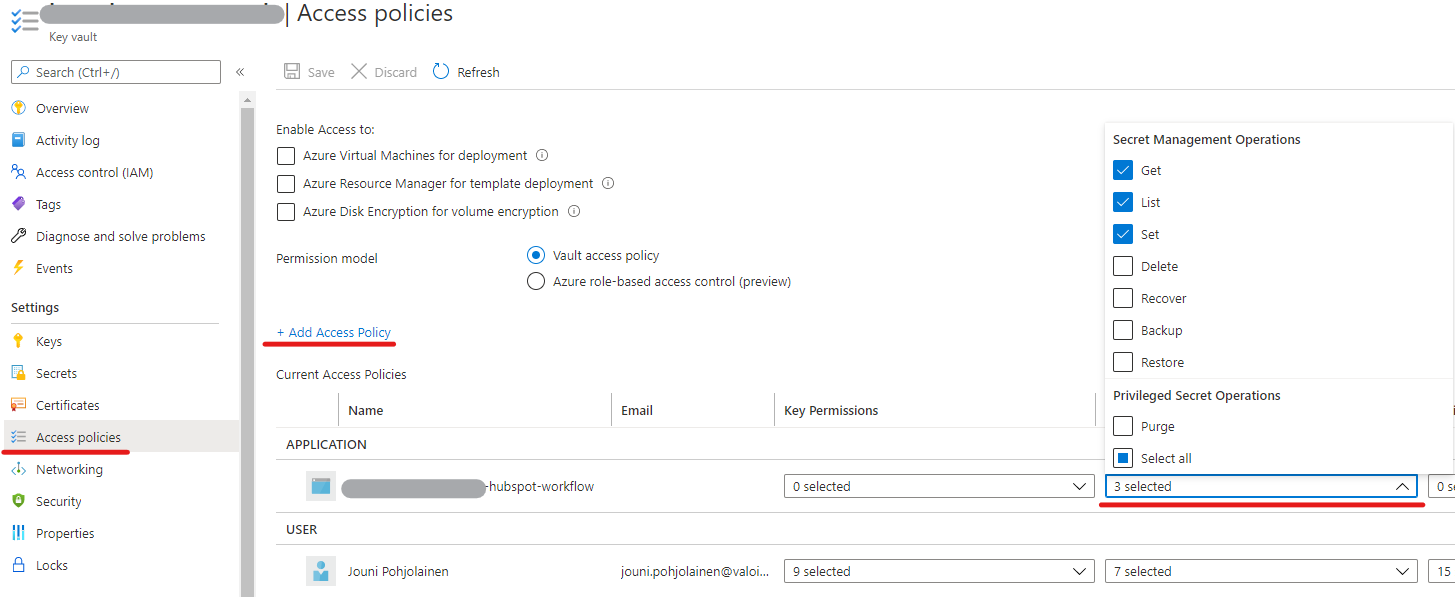 | Access policies
Key vault
Search (Ctrl+/)
«
Save
Discard
Refresh
Overview
Activity log
Access control (IAM)
Tags
Diagnose and solve problems
Events
Settings
Keys
Secrets
Certificates
Access policies
Networking
Security
Properties
Locks
Enable Access to:
Azure Virtual Machines for deployment
Azure Resource Manager for template deployment
Azure Disk Encryption for volume encryption
Permission model
Vault access policy
Azure role-based access control (preview)
+ Add Access Policy
Current Access Policies
Name
Email
Key Permissions
APPLICATION
-hubspot-workflow
0 selected
3 selected
0 s
USER
Jouni Pohjolainen
jouni.pohjolainen@valoi...
9 selected
7 selected
15
Secret Management Operations
Get
List
Set
Delete
Recover
Backup
Restore
Privileged Secret Operations
Purge
Select all